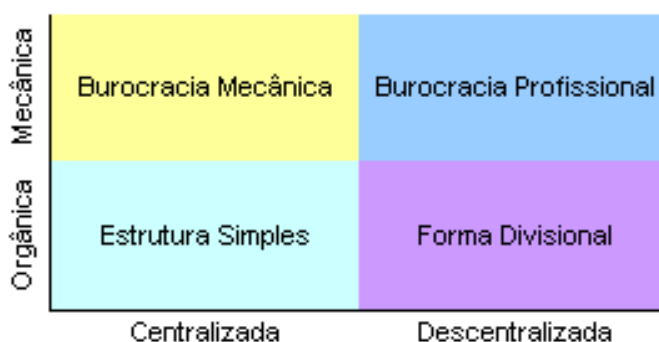 Mecânica
Burocracia Mecânica
Burocracia Profissional
Orgânica
Estrutura Simples
Forma Divisional
Centralizada
Descentralizada